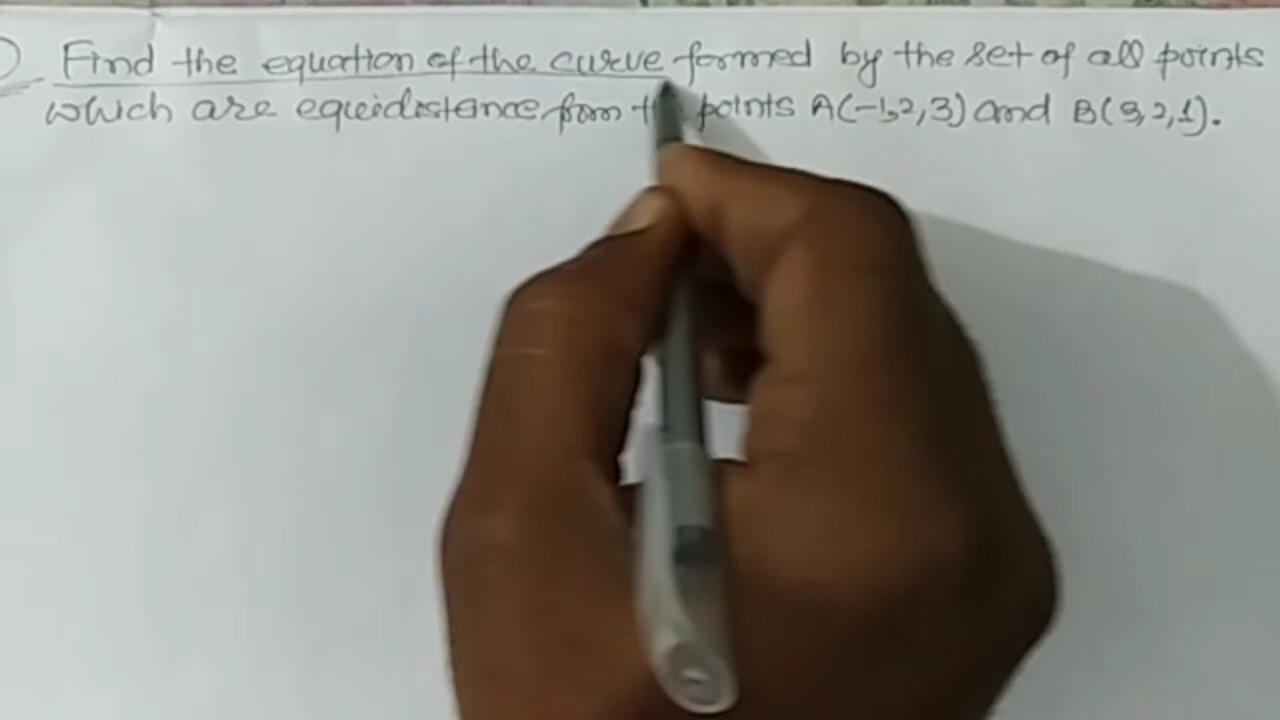 Find the equation of the curve formed by the set of all points
which are equidistance from points A(-1,2,3) and B(3,2,1).